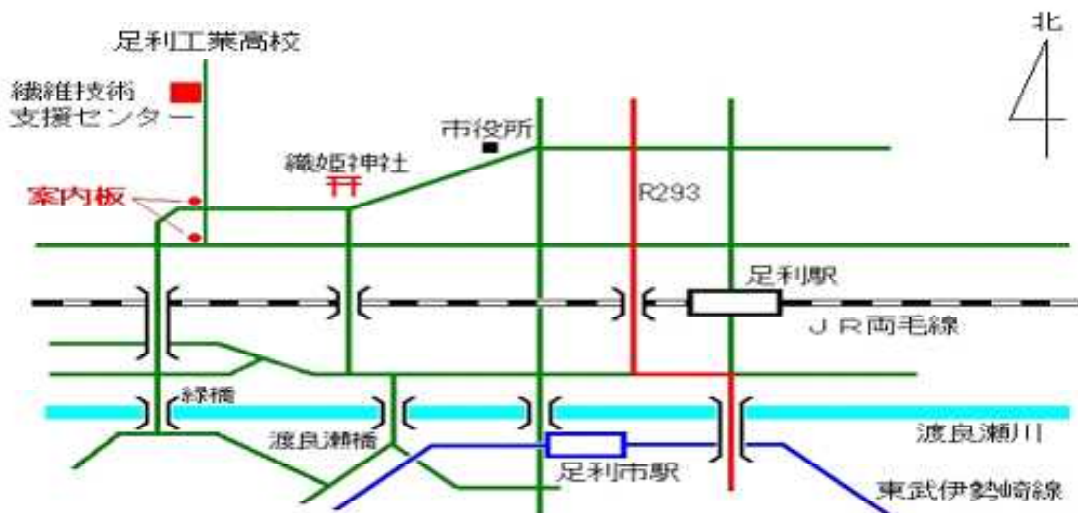 北
足利工業高校
繊維技術
支援センター
市役所
織姫神社
案内板
R293
足利駅
JR両毛線
緑橋
渡良瀬橋
渡良瀬川
足利市駅
東武伊勢崎線